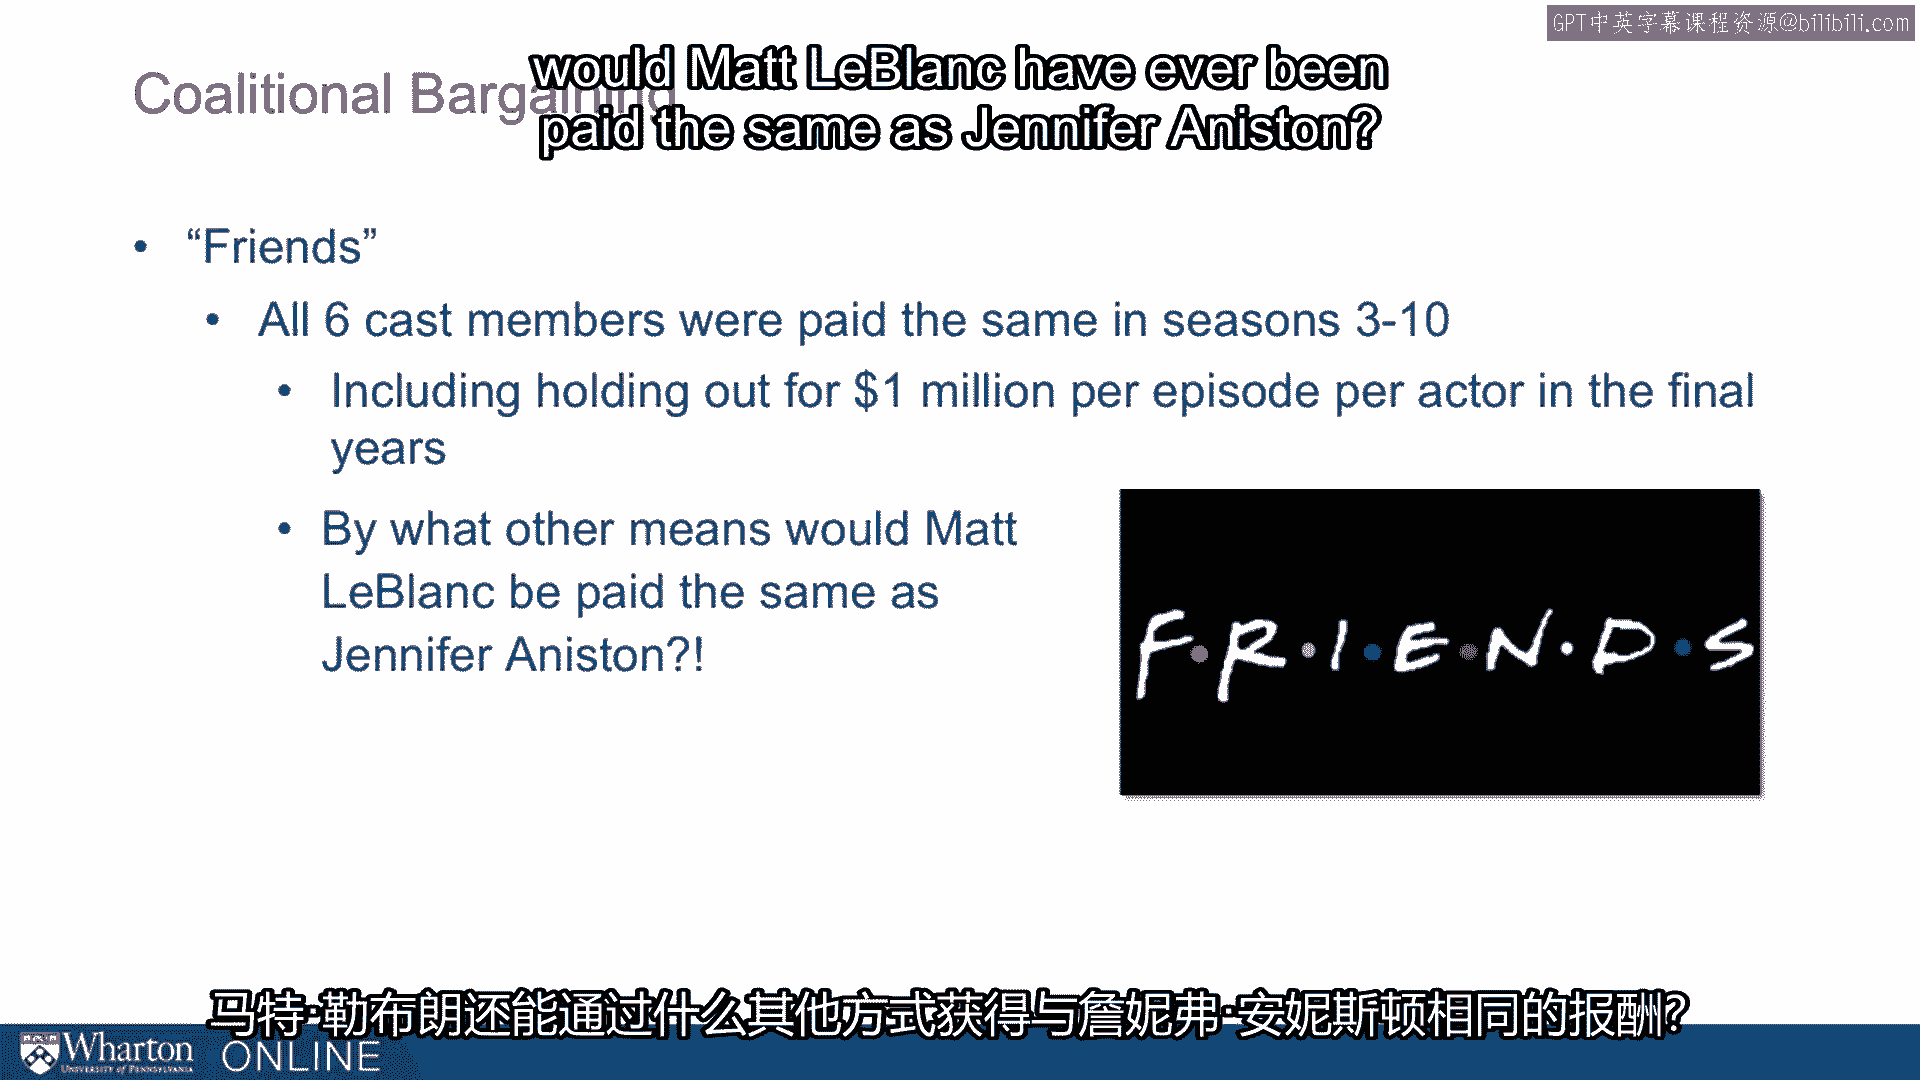 GPT中英字幕课程资源@bilibili.com
would Matt LeBlanc have ever been
paid the same as Jennifer Aniston?
Coalitional Bargaining
• “Friends”
• All 6 cast members were paid the same in seasons 3-10
• Including holding out for $1 million per episode per actor in the final
years
• By what other means would Matt
LeBlanc be paid the same as
Jennifer Aniston?!
F•R•I•E•N•D•S
马特·勒布朗还能通过什么其他方式获得与詹妮弗·安妮斯顿相同的报酬?
Wharton ONLINE
UNIVERSITY of PENNSYLVANIA